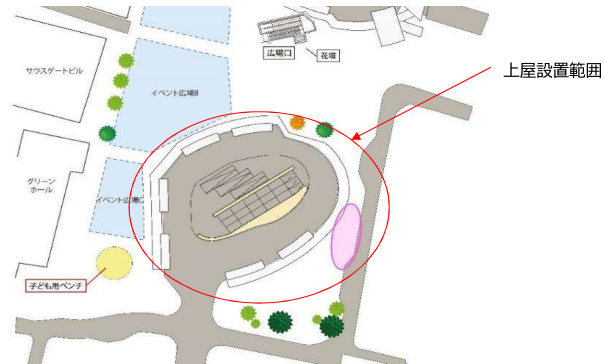 広場口
花壇
上屋設置範囲
サウスゲートビル
イベント広場B
グリーン
ホール
イベント広場C
子ども用ベンチ